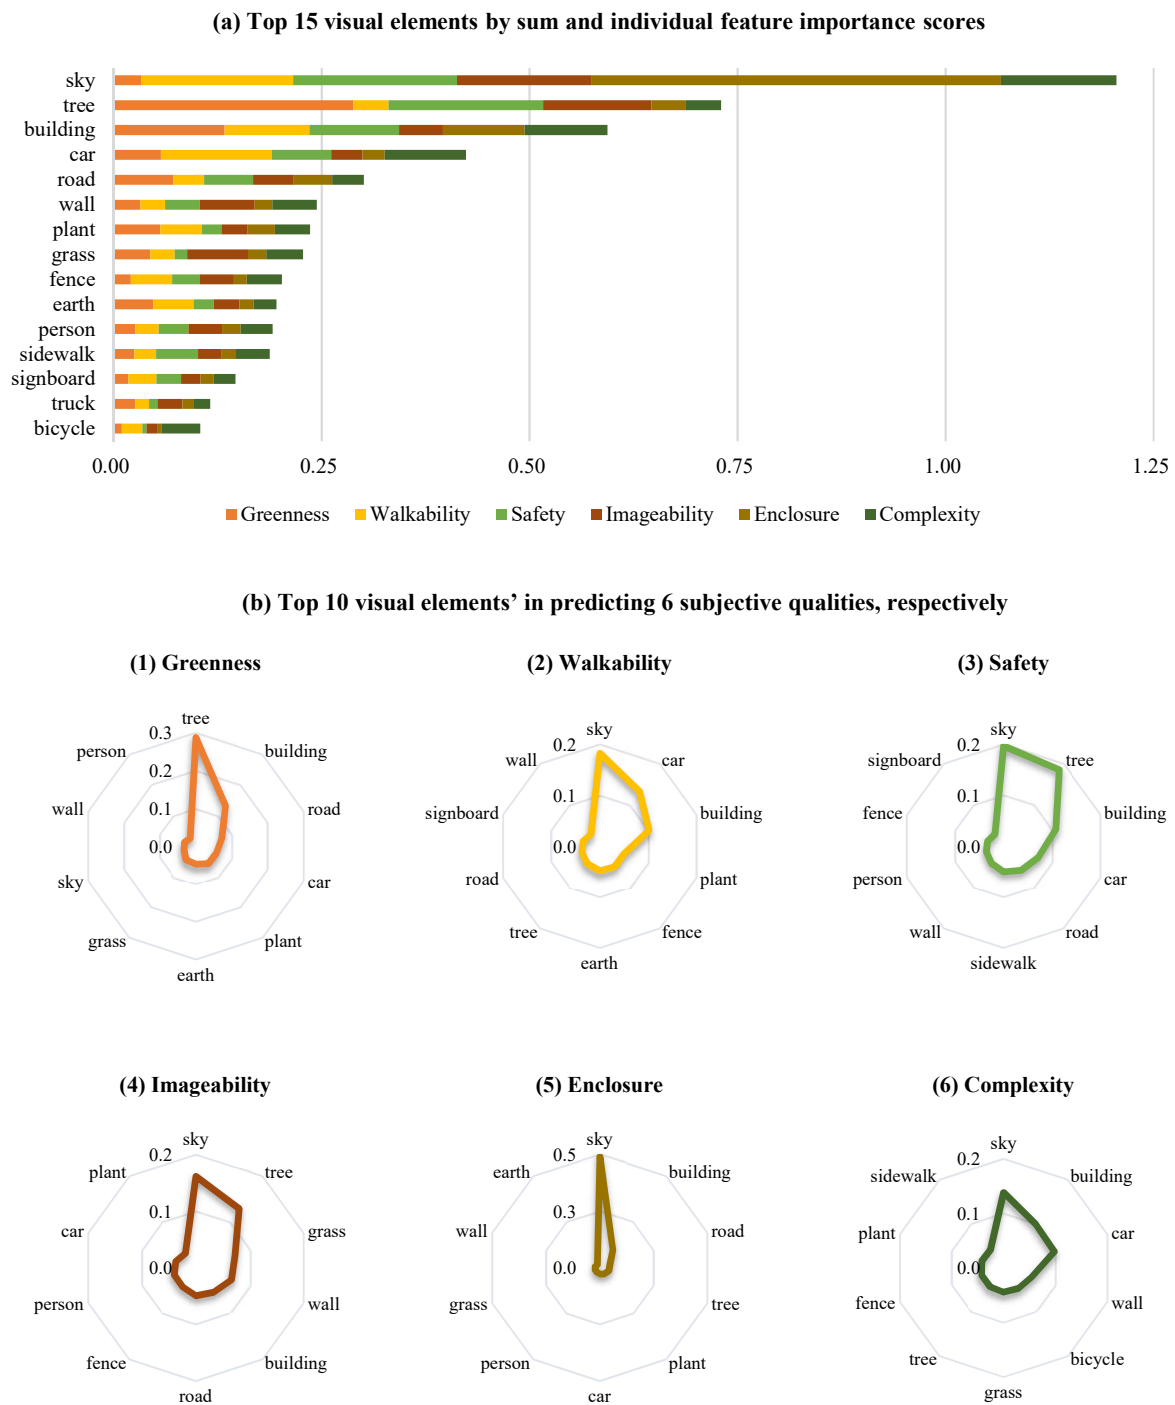 (a) Top 15 visual elements by sum and individual feature importance scores
sky
tree
building
car
road
wall
plant
grass
fence
earth
person
sidewalk
signboard
truck
bicycle
0.00 0.25 0.50 0.75 1.00 1.25
Greenness Walkability Safety Imageability Enclosure Complexity
(b) Top 10 visual elements’ in predicting 6 subjective qualities, respectively
(1) Greenness
tree
building
road
car
plant
earth
grass
sky
wall
person
0.3
0.2
0.1
0.0
(2) Walkability
sky
car
building
plant
fence
earth
tree
road
signboard
wall
0.2
0.1
0.0
(3) Safety
sky
tree
building
car
road
sidewalk
wall
person
fence
signboard
0.2
0.1
0.0
(4) Imageability
sky
tree
grass
wall
building
road
fence
person
car
plant
0.2
0.1
0.0
(5) Enclosure
sky
building
road
tree
plant
car
person
grass
wall
earth
0.5
0.3
0.0
(6) Complexity
sky
building
car
wall
bicycle
grass
tree
fence
plant
sidewalk
0.2
0.1
0.0